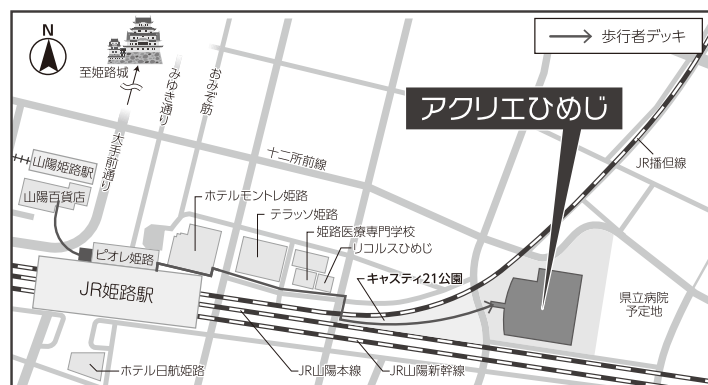 N
歩行者デッキ
至姫路城
みゆき通り
おみぞ筋
大手前通り
アクリエひめじ
十二所前線
JR播但線
山陽姫路駅
山陽百貨店
ホテルモントレ姫路
テラッソ姫路
姫路医療専門学校
リコルスひめじ
ピオレ姫路
キャスティ21公園
JR姫路駅
県立病院
予定地
ホテル日航姫路
JR山陽本線
JR山陽新幹線